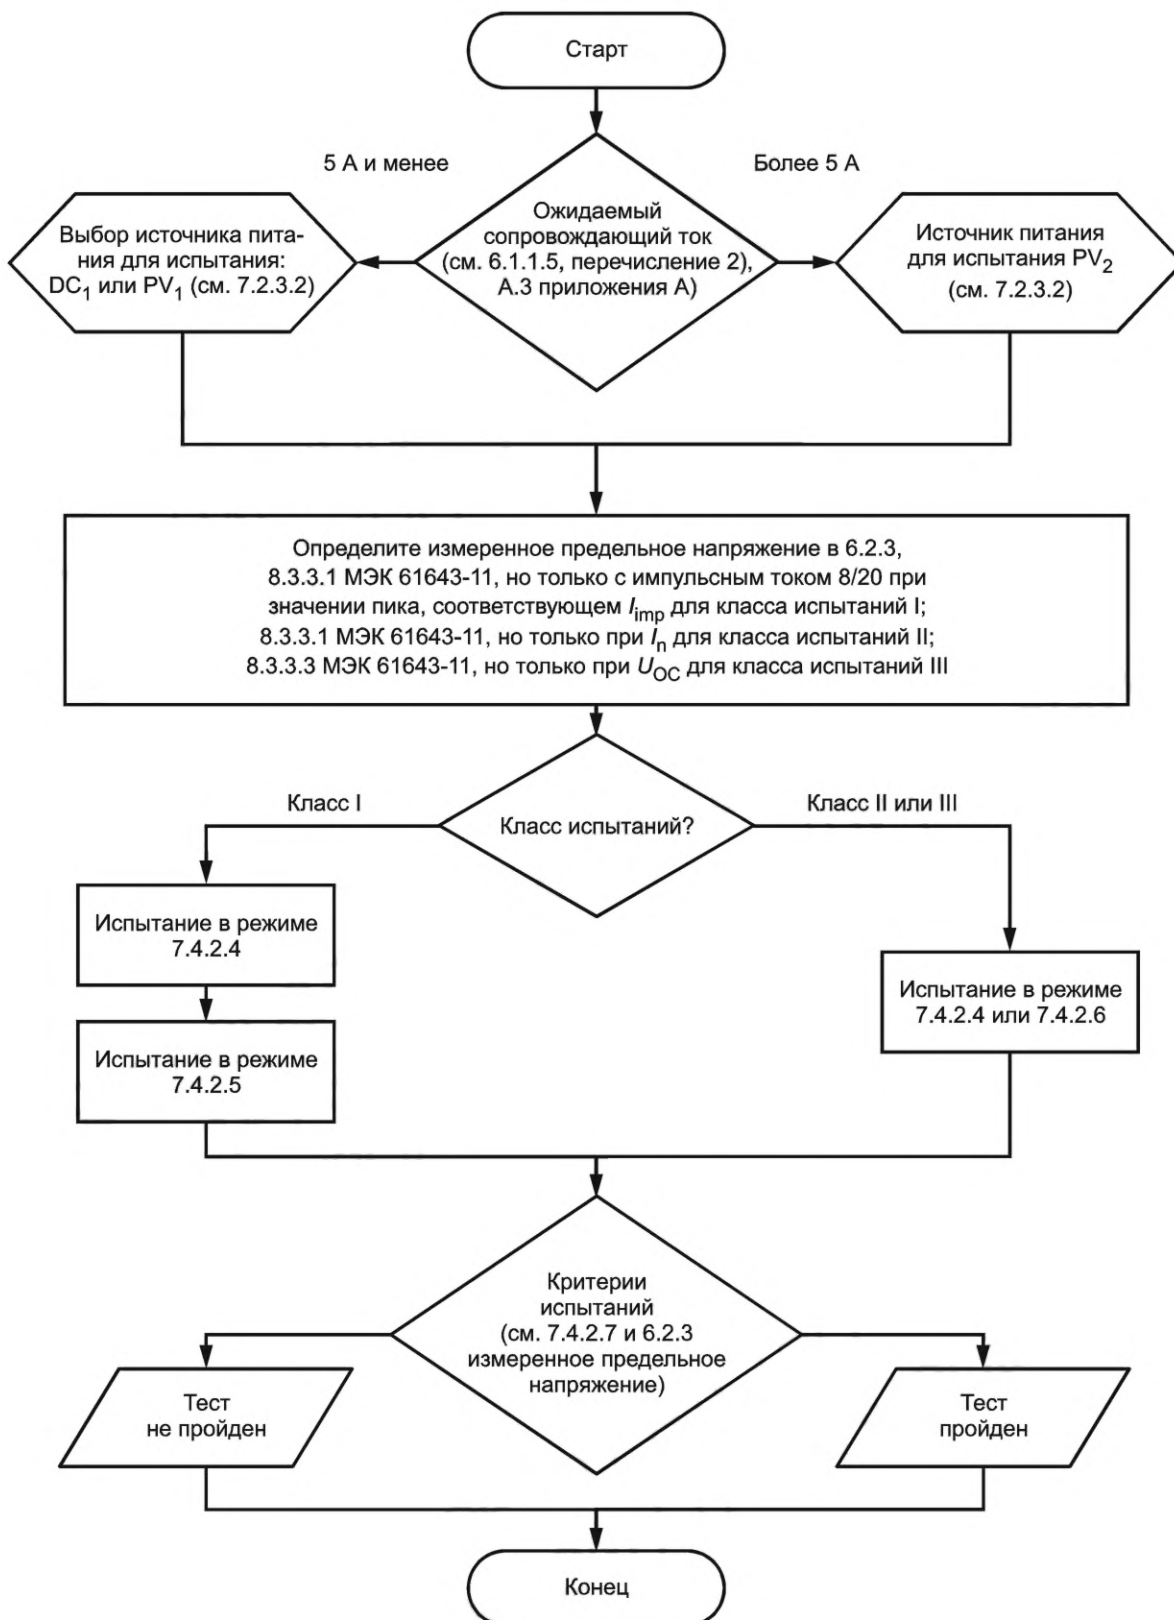 Старт
5 А и менее
Более 5 А
Ожидаемый
сопровождающий ток
(см. 6.1.1.5, перечисление 2),
А.3 приложения А)
Выбор источника пита-
ния для испытания:
DC₁ или PV₁ (см. 7.2.3.2)
Источник питания
для испытания PV₂
(см. 7.2.3.2)
Определите измеренное предельное напряжение в 6.2.3,
8.3.3.1 МЭК 61643-11, но только с импульсным током 8/20 при
значении пика, соответствующем Iimp для класса испытаний I;
8.3.3.1 МЭК 61643-11, но только при In для класса испытаний II;
8.3.3.3 МЭК 61643-11, но только при UOC для класса испытаний III
Класс I
Класс II или III
Класс испытаний?
Испытание в режиме
7.4.2.4
Испытание в режиме
7.4.2.5
Испытание в режиме
7.4.2.4 или 7.4.2.6
Критерии
испытаний
(см. 7.4.2.7 и 6.2.3
измеренное предельное
напряжение)
Тест
не пройден
Тест
пройден
Конец